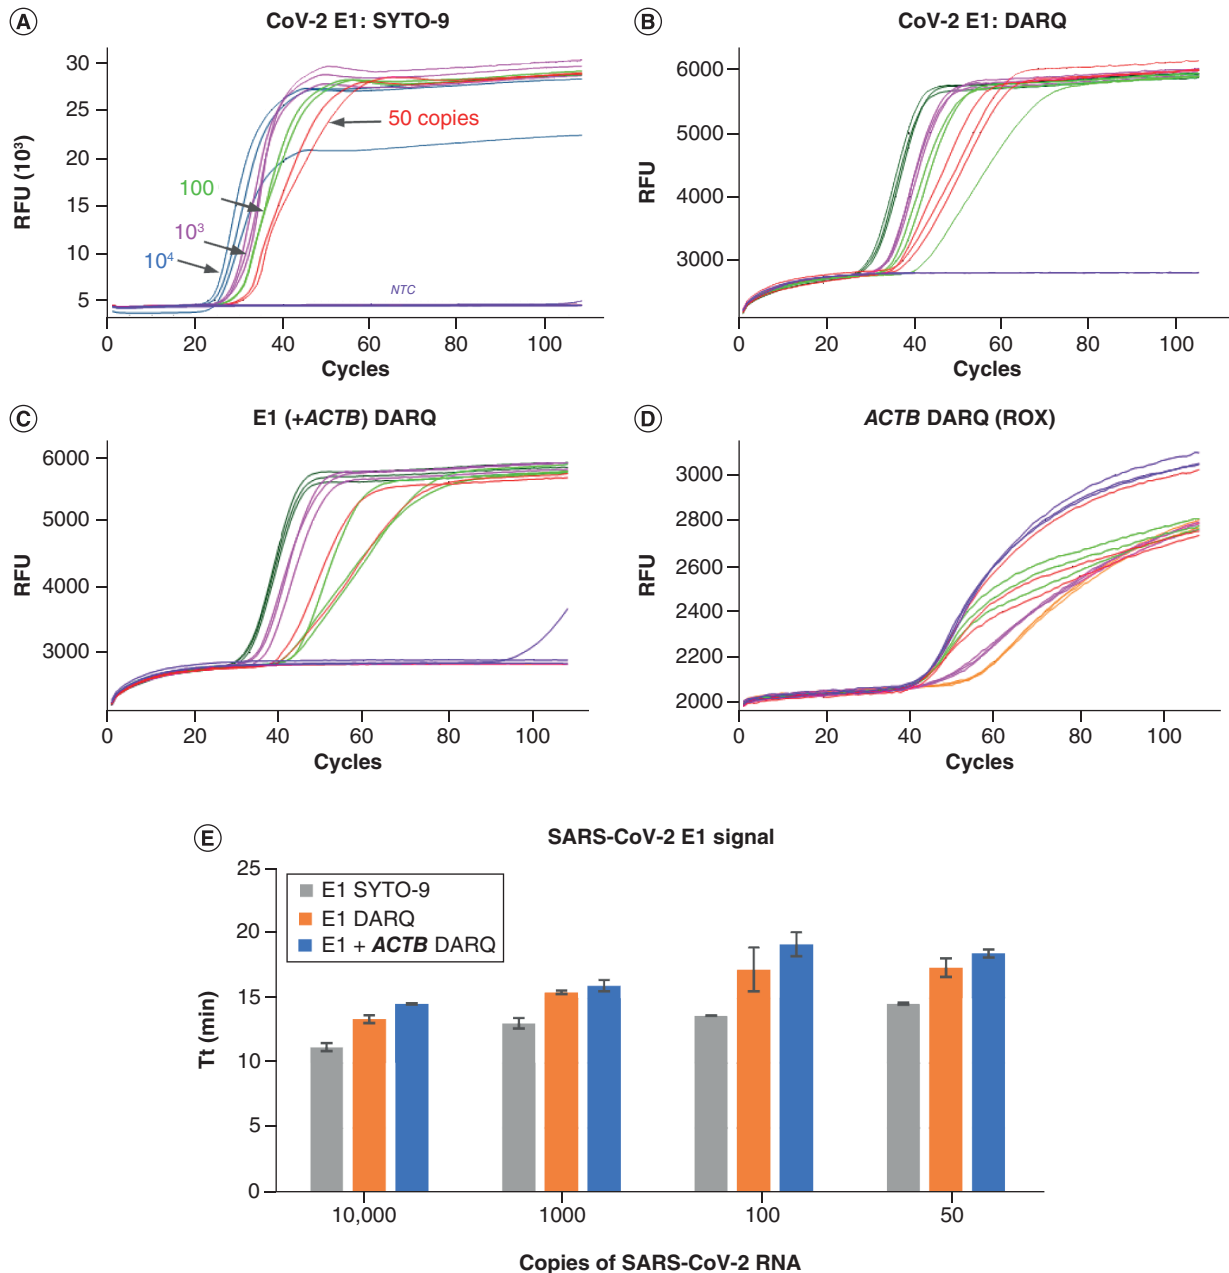 A
CoV-2 E1: SYTO-9
RFU (10³)
30
25
20
15
10
5
50 copies
100
10³
10⁴
NTC
0 20 40 60 80 100
Cycles
B
CoV-2 E1: DARQ
RFU
6000
5000
4000
3000
0 20 40 60 80 100
Cycles
C
E1 (+ACTB) DARQ
RFU
6000
5000
4000
3000
0 20 40 60 80 100
Cycles
D
ACTB DARQ (ROX)
RFU
3000
2800
2600
2400
2200
2000
0 20 40 60 80 100
Cycles
E
SARS-CoV-2 E1 signal
Tt (min)
25
20
15
10
5
0
E1 SYTO-9
E1 DARQ
E1 + ACTB DARQ
10,000 1000 100 50
Copies of SARS-CoV-2 RNA